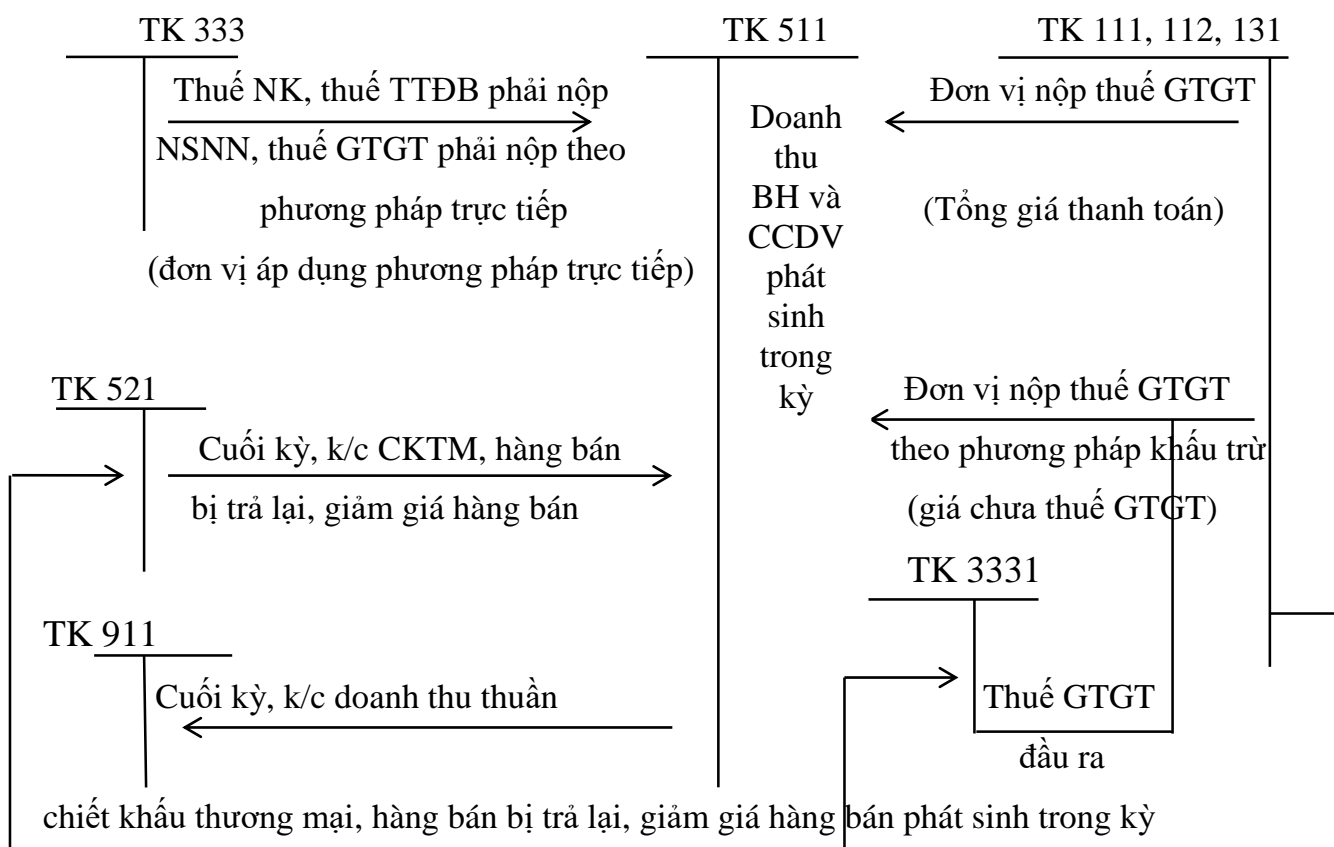 TK 333
TK 511
TK 111, 112, 131
Thuế NK, thuế TTĐB phải nộp
NSNN, thuế GTGT phải nộp theo
phương pháp trực tiếp
(đơn vị áp dụng phương pháp trực tiếp)
Doanh
thu
BH và
CCDV
phát
sinh
trong
kỳ
Đơn vị nộp thuế GTGT
(Tổng giá thanh toán)
TK 521
Cuối kỳ, k/c CKTM, hàng bán
bị trả lại, giảm giá hàng bán
Đơn vị nộp thuế GTGT
theo phương pháp khấu trừ
(giá chưa thuế GTGT)
TK 3331
TK 911
Cuối kỳ, k/c doanh thu thuần
Thuế GTGT
đầu ra
chiết khấu thương mại, hàng bán bị trả lại, giảm giá hàng bán phát sinh trong kỳ